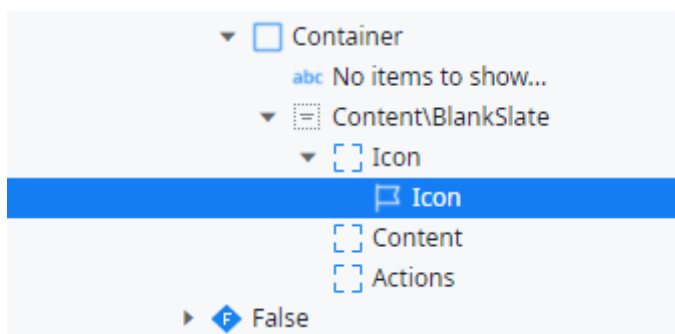 Container
abc No items to show...
Content\BlankSlate
Icon
Icon
Content
Actions
F False